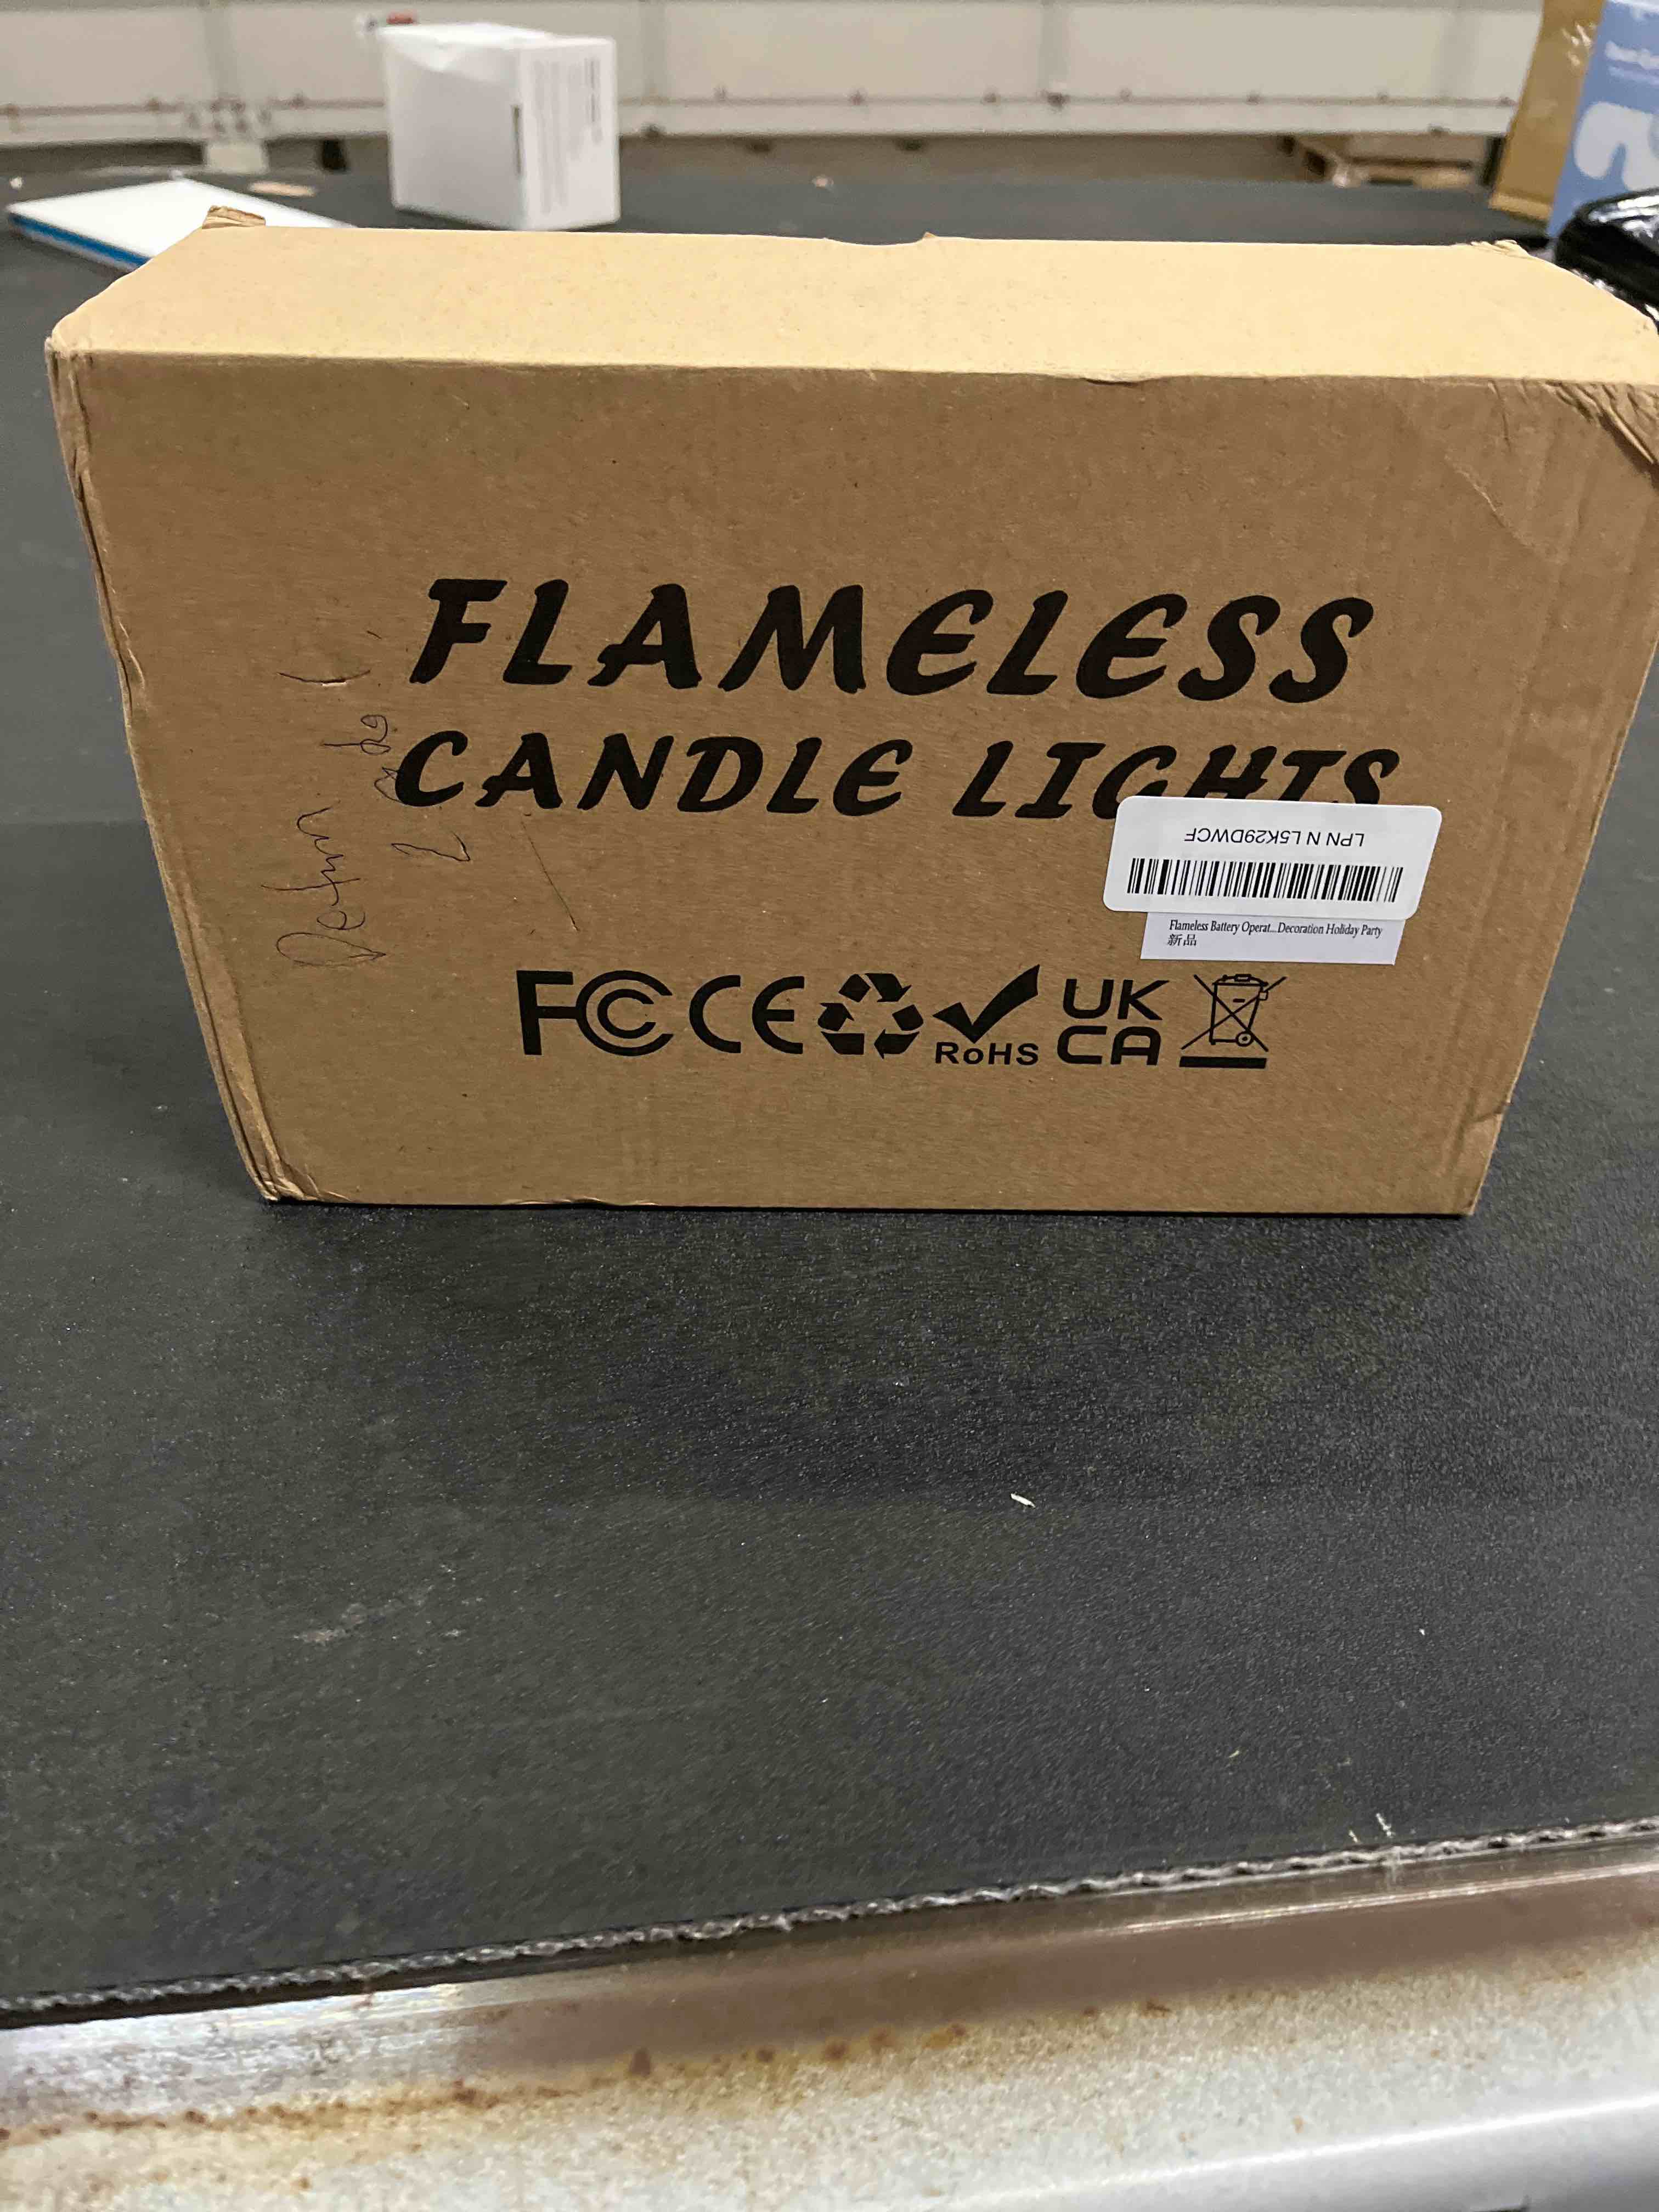 FLAMELESS
CANDLE LIGHTS
LPN N L5K29DWCF
Flameless Battery Operat...Decoration Holiday Party
新品
FC CE RoHS UK
CA